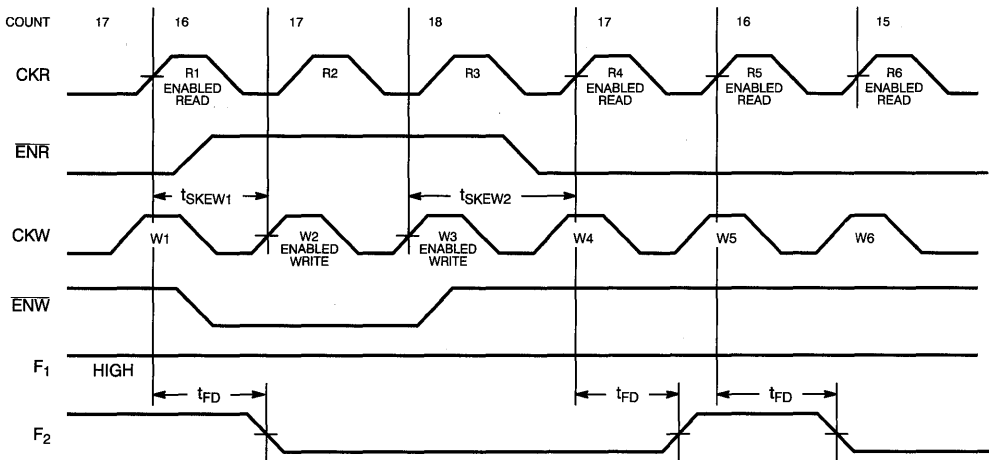 COUNT 17 16 17 18 17 16 15
CKR R1 ENABLED READ R2 R3 R4 ENABLED READ R5 ENABLED READ R6 ENABLED READ
ENR
tSKEW1 tSKEW2
CKW W1 W2 ENABLED WRITE W3 ENABLED WRITE W4 W5 W6
ENW
F1 HIGH
tFD tFD tFD
F2